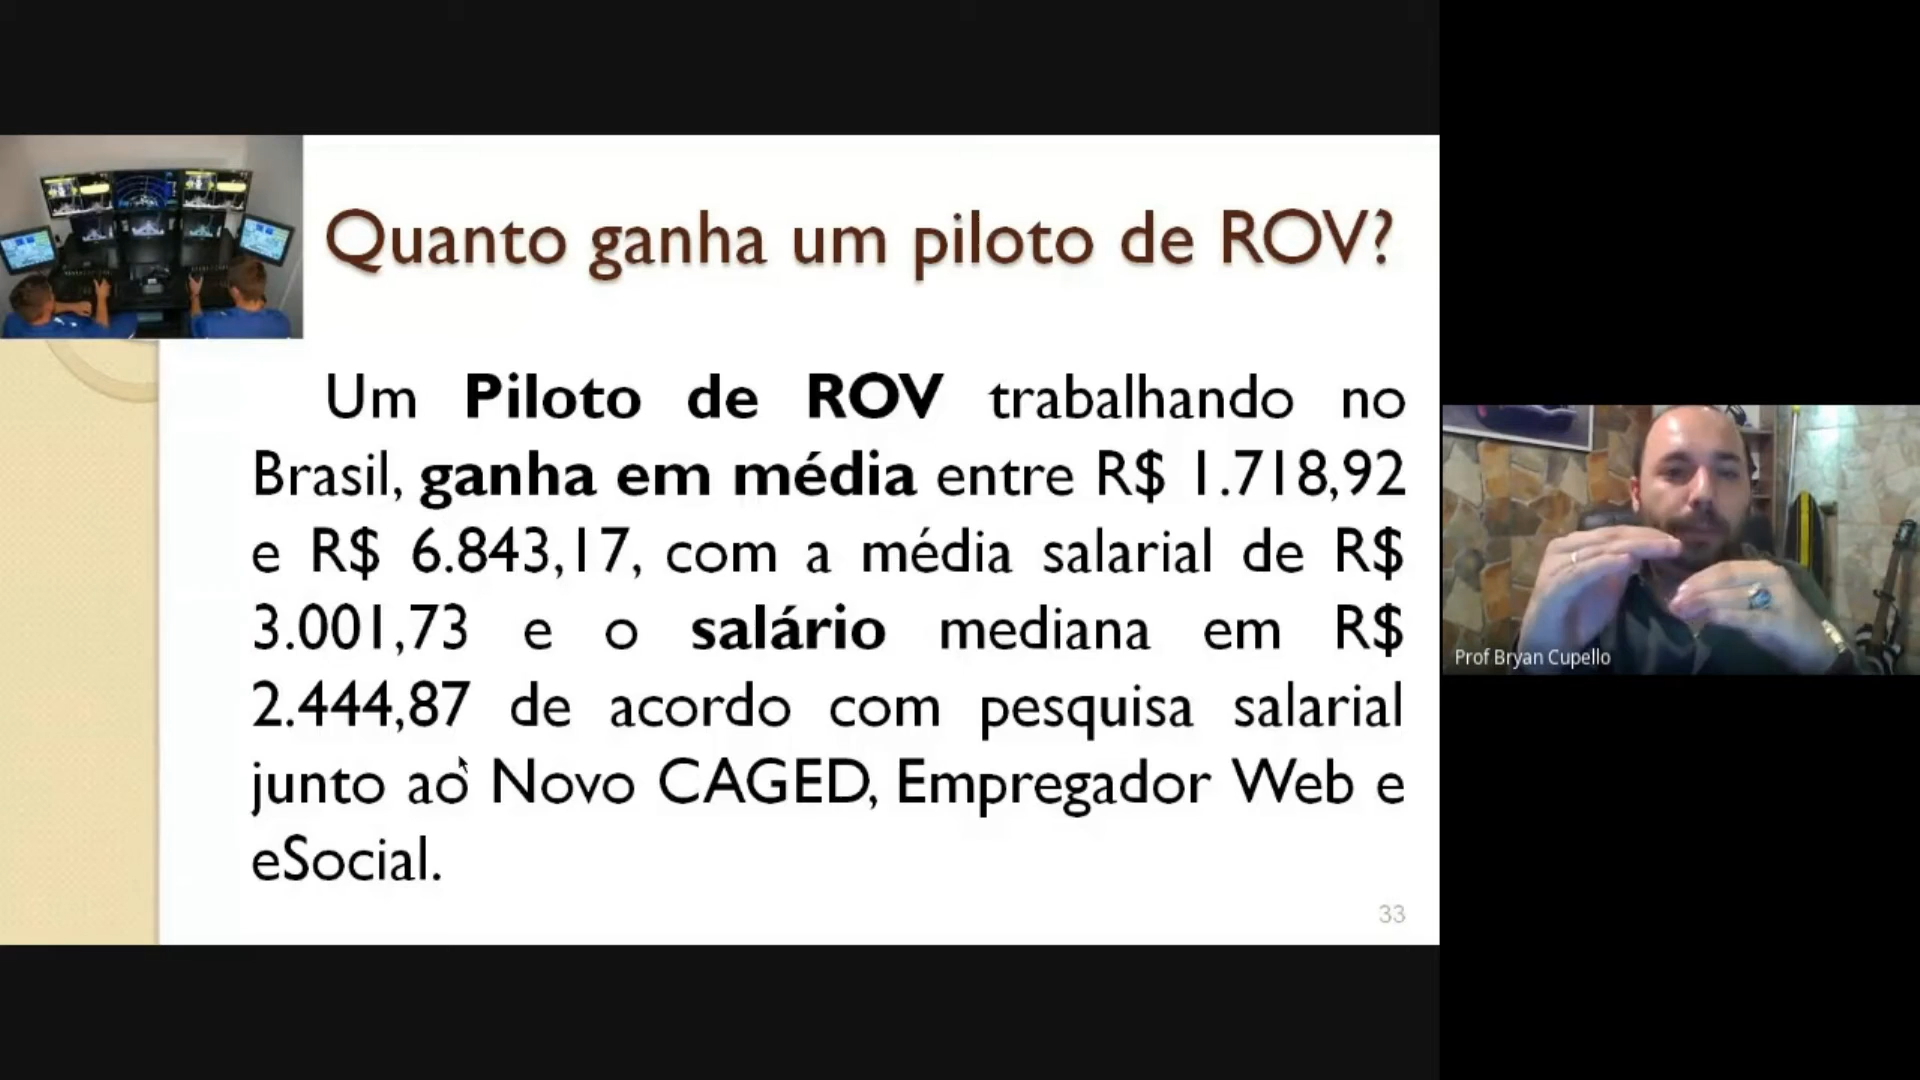 Quanto ganha um piloto de ROV?
Um Piloto de ROV trabalhando no
Brasil, ganha em média entre R$ 1.718,92
e R$ 6.843,17, com a média salarial de R$
3.001,73 e o salário mediana em R$
2.444,87 de acordo com pesquisa salarial
junto ao Novo CAGED, Empregador Web e
eSocial.
33
Prof Bryan Cupello